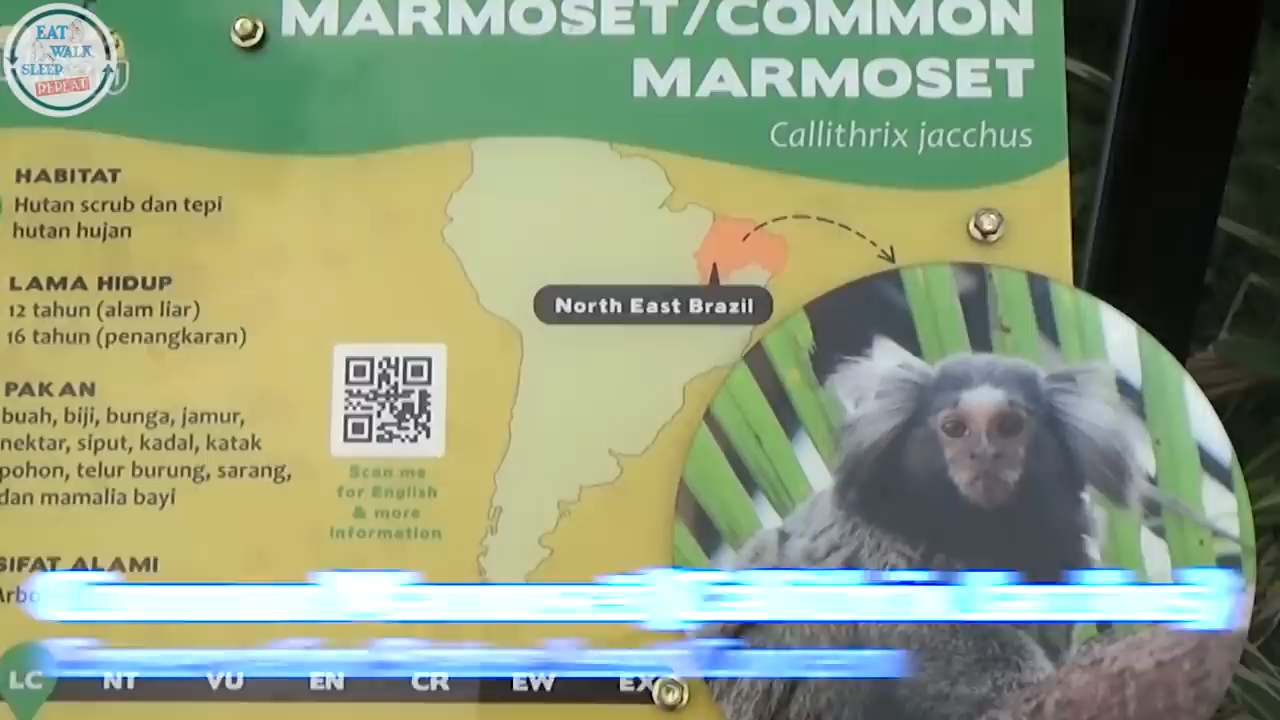 EAT
WALK
SLEEP
REPEAT
MARMOSET/COMMON
MARMOSET
Callithrix jacchus
HABITAT
Hutan scrub dan tepi
hutan hujan
LAMA HIDUP
12 tahun (alam liar)
16 tahun (penangkaran)
PAKAN
buah, biji, bunga, jamur,
nektar, siput, kadal, katak
pohon, telur burung, sarang,
dan mamalia bayi
SIFAT ALAMI
North East Brazil
Scan me
for English
& more
information
LC NT VU EN CR EW EX